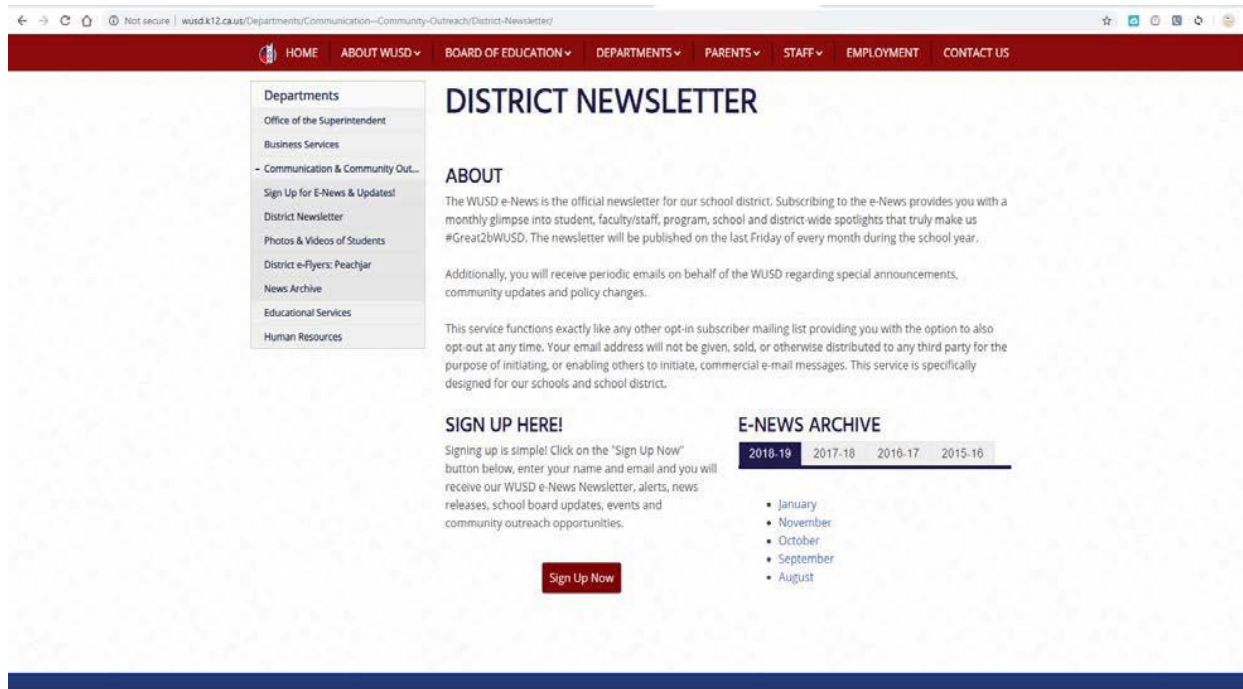 Not secure | wusd.k12.ca.us/Departments/Communication--Community-Outreach/District-Newsletter/
HOME ABOUT WUSD BOARD OF EDUCATION DEPARTMENTS PARENTS STAFF EMPLOYMENT CONTACT US
Departments
Office of the Superintendent
Business Services
- Communication & Community Out...
Sign Up for E-News & Updates!
District Newsletter
Photos & Videos of Students
District e-Flyers: Peachjar
News Archive
Educational Services
Human Resources
DISTRICT NEWSLETTER
ABOUT
The WUSD e-News is the official newsletter for our school district. Subscribing to the e-News provides you with a
monthly glimpse into student, faculty/staff, program, school and district-wide spotlights that truly make us
#Great2bWUSD. The newsletter will be published on the last Friday of every month during the school year.
Additionally, you will receive periodic emails on behalf of the WUSD regarding special announcements,
community updates and policy changes.
This service functions exactly like any other opt-in subscriber mailing list providing you with the option to also
opt-out at any time. Your email address will not be given, sold, or otherwise distributed to any third party for the
purpose of initiating, or enabling others to initiate, commercial e-mail messages. This service is specifically
designed for our schools and school district.
SIGN UP HERE!
Signing up is simple! Click on the "Sign Up Now"
button below, enter your name and email and you will
receive our WUSD e-News Newsletter, alerts, news
releases, school board updates, events and
community outreach opportunities.
Sign Up Now
E-NEWS ARCHIVE
2018-19 2017-18 2016-17 2015-16
• January
• November
• October
• September
• August